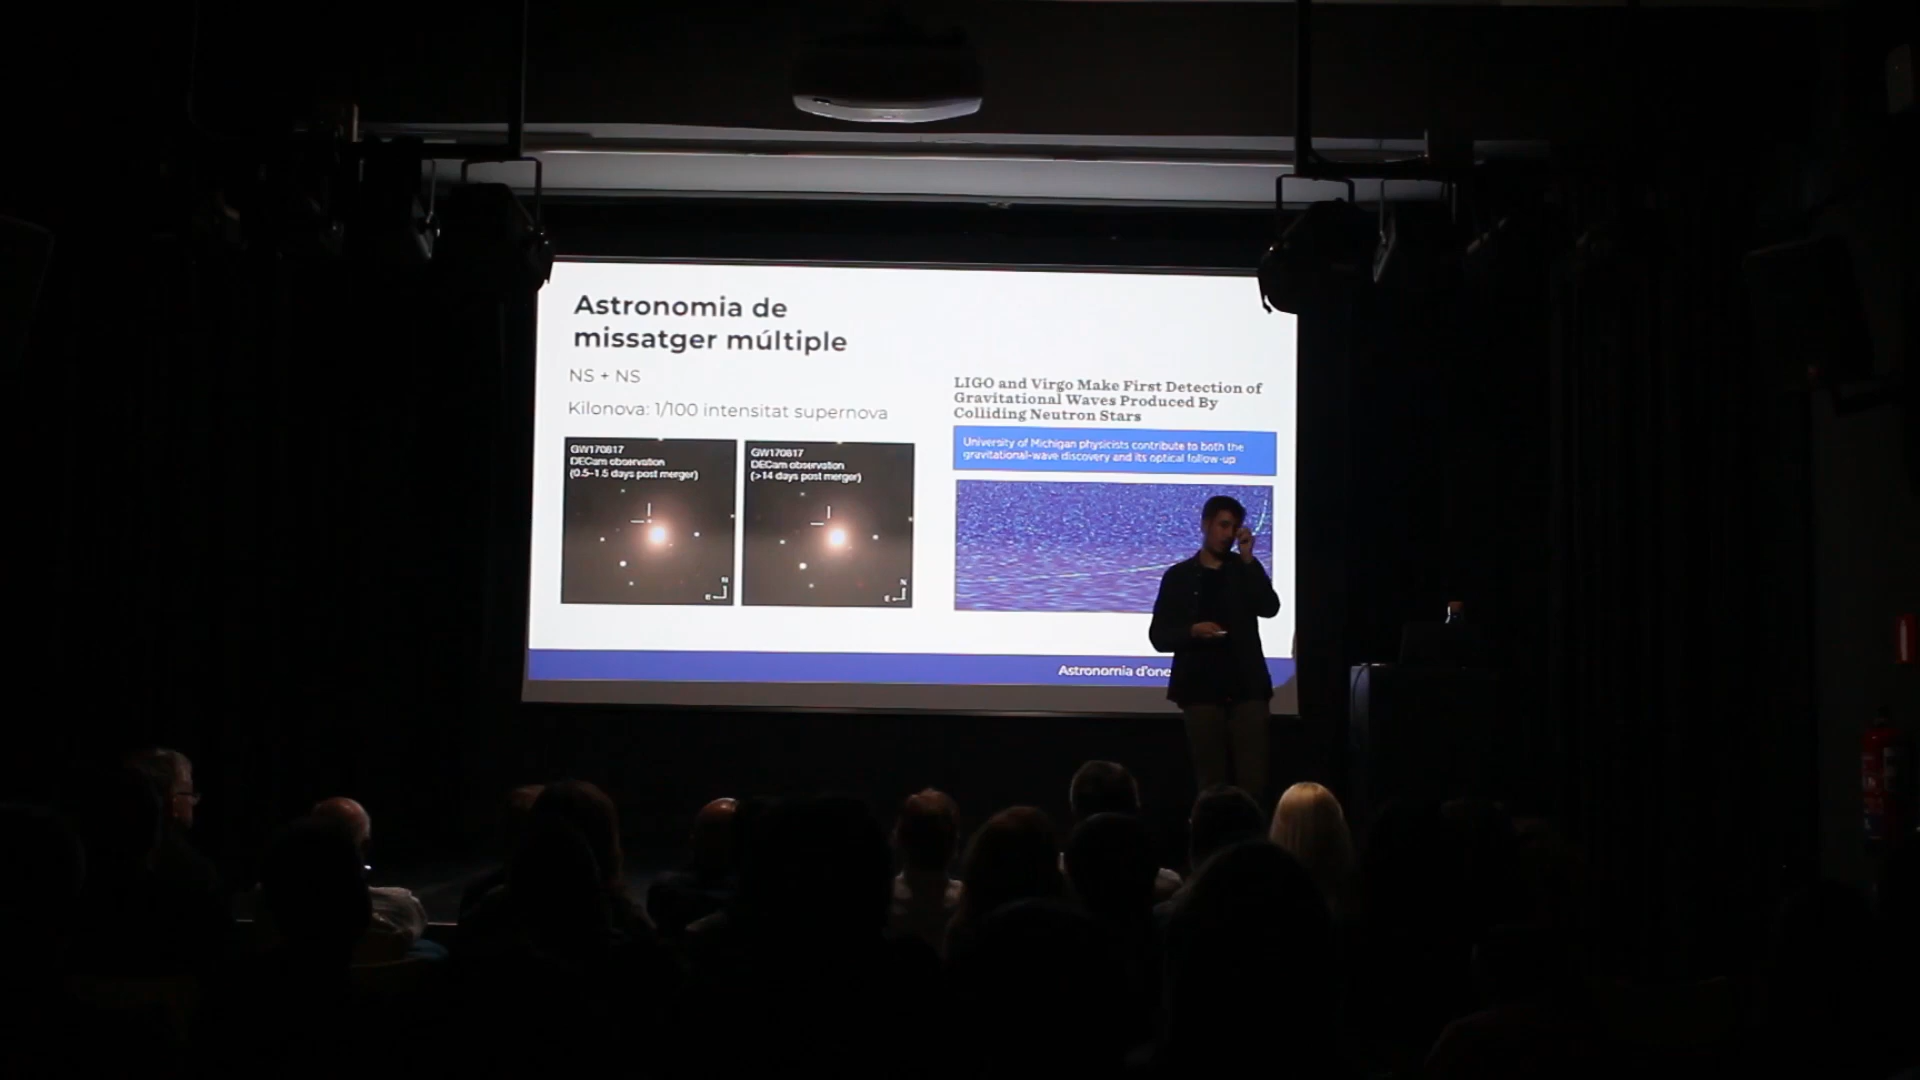 Astronomia de
missatger múltiple
NS + NS
Kilonova: 1/100 intensitat supernova
GW170817
DECam observation
(0.5–1.5 days post merger)
GW170817
DECam observation
(>14 days post merger)
N
E
N
E
LIGO and Virgo Make First Detection of
Gravitational Waves Produced By
Colliding Neutron Stars
University of Michigan physicists contribute to both the
gravitational-wave discovery and its optical follow-up
Astronomia d'one